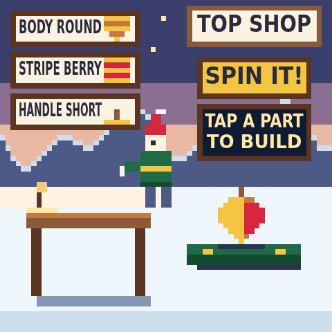 BODY ROUND
STRIPE BERRY
HANDLE SHORT
TOP SHOP
SPIN IT!
TAP A PART
TO BUILD